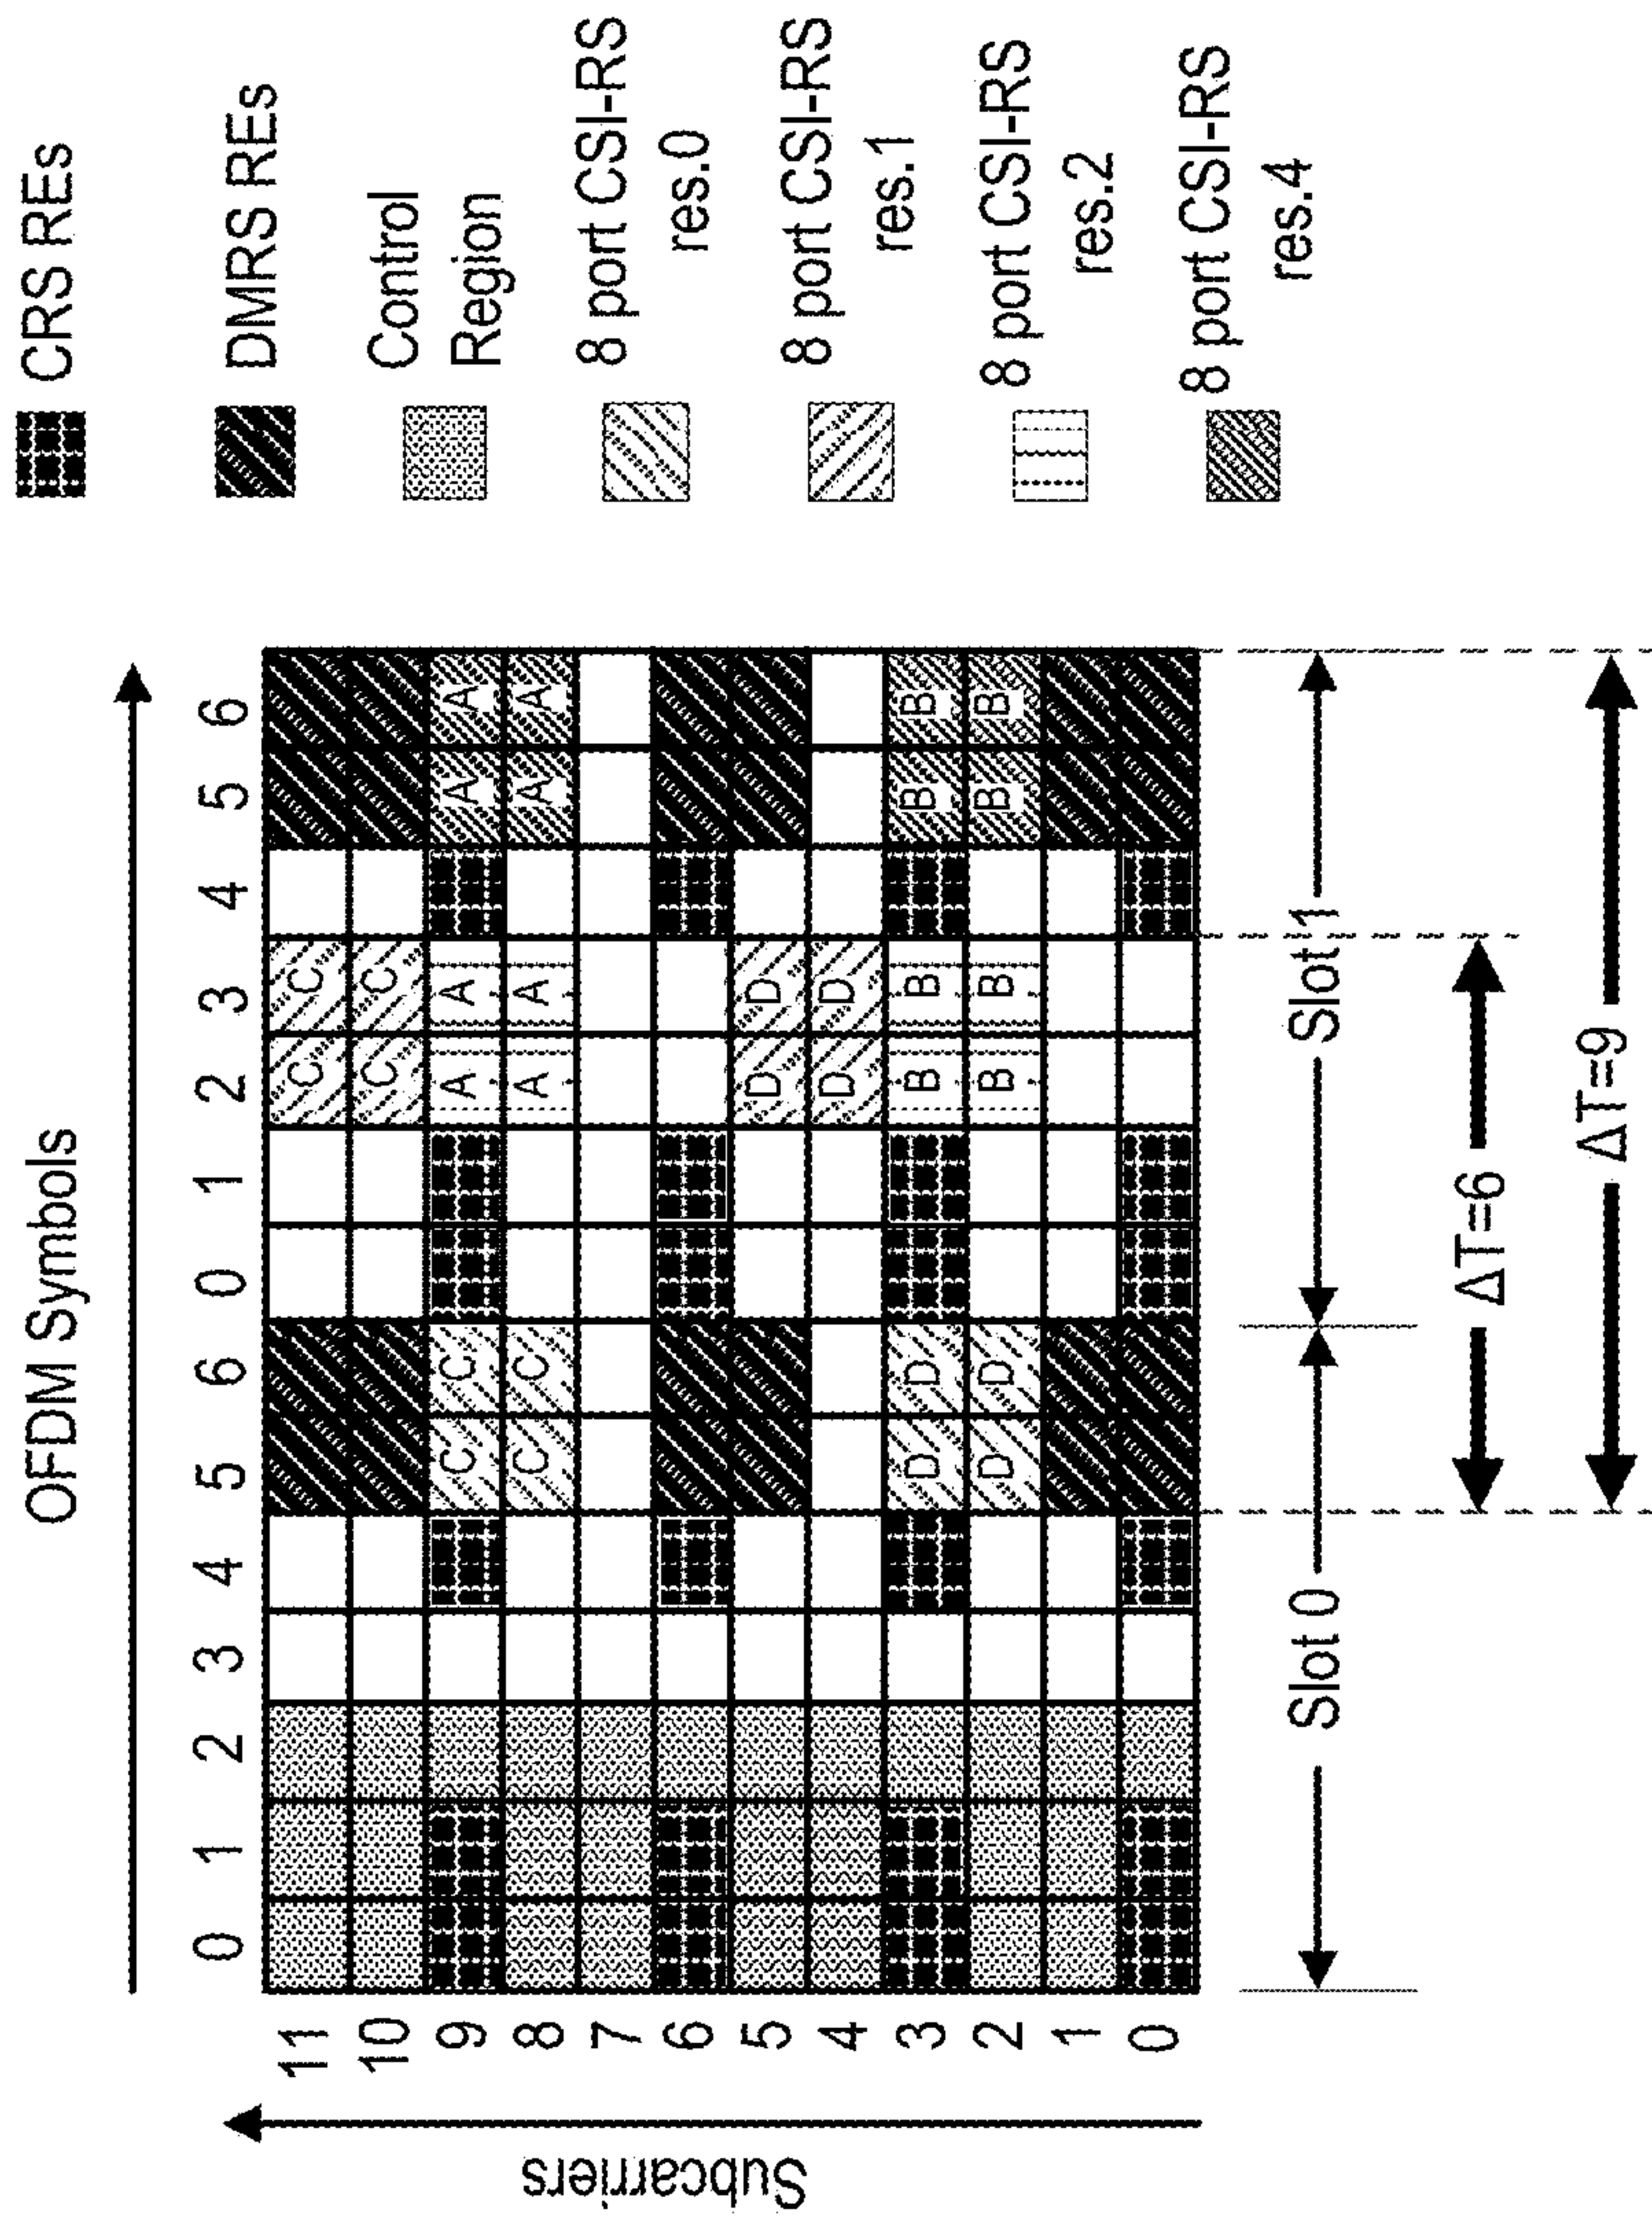 OFDM Symbols
0 1 2 3 4 5 6 0 1 2 3 4 5 6
Subcarriers
11 C C
10 C C
9 C C A A A A
8 C C A A A A
7
6
5 D D
4 D D
3 D D B B B B
2 D D B B B B
1
0
Slot 0
Slot 1
ΔT=6
ΔT=9
CRS REs
DMRS REs
Control
Region
8 port CSI-RS
res.0
8 port CSI-RS
res.1
8 port CSI-RS
res.2
8 port CSI-RS
res.4